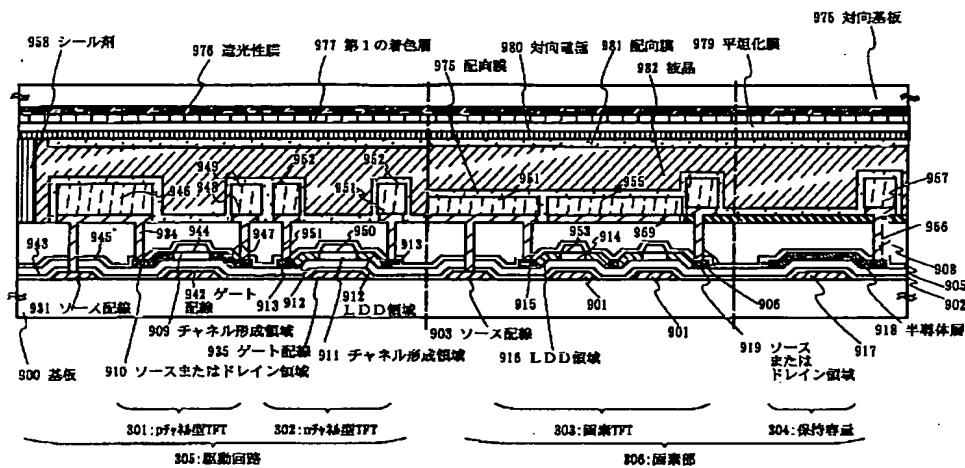 958 シール剤
976 遮光性膜
977 第1の着色層
980 対向電極
981 配向膜
979 平坦化膜
975 対向基板
975 配向膜
982 液晶
949
948
946
934
944
952
951
947
950
952
951
913
951
955
953
914
969
957
956
943
945
931 ソース配線
942 ゲート
配線
913
912
912
LDD領域
915
901
906
908
905
902
909 チャネル形成領域
935 ゲート配線
903 ソース配線
901
919 ソース
または
ドレイン領域
917
918 半導体層
900 基板
910 ソースまたはドレイン領域
911 チャネル形成領域
916 LDD領域
301:pチャネル型TFT
302:nチャネル型TFT
303:画素TFT
304:保持容量
305:駆動回路
306:画素部